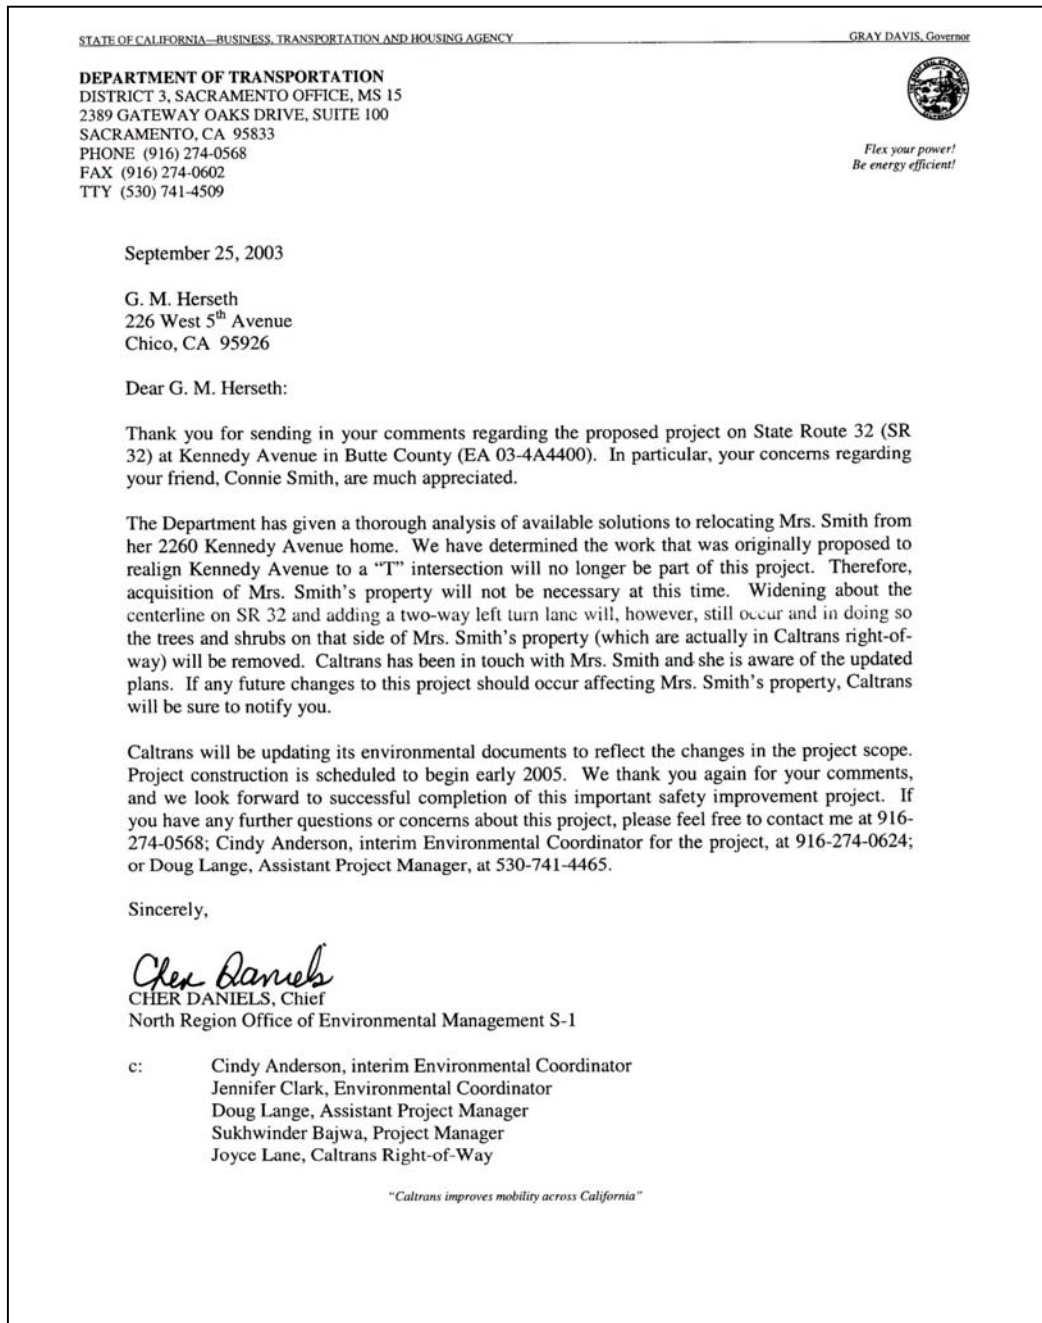 STATE OF CALIFORNIA—BUSINESS, TRANSPORTATION AND HOUSING AGENCY GRAY DAVIS, Governor
DEPARTMENT OF TRANSPORTATION
DISTRICT 3, SACRAMENTO OFFICE, MS 15
2389 GATEWAY OAKS DRIVE, SUITE 100
SACRAMENTO, CA 95833
PHONE (916) 274-0568
FAX (916) 274-0602
TTY (530) 741-4509
Flex your power!
Be energy efficient!
September 25, 2003
G. M. Herseth
226 West 5th Avenue
Chico, CA 95926
Dear G. M. Herseth:
Thank you for sending in your comments regarding the proposed project on State Route 32 (SR
32) at Kennedy Avenue in Butte County (EA 03-4A4400). In particular, your concerns regarding
your friend, Connie Smith, are much appreciated.
The Department has given a thorough analysis of available solutions to relocating Mrs. Smith from
her 2260 Kennedy Avenue home. We have determined the work that was originally proposed to
realign Kennedy Avenue to a “T” intersection will no longer be part of this project. Therefore,
acquisition of Mrs. Smith’s property will not be necessary at this time. Widening about the
centerline on SR 32 and adding a two-way left turn lane will, however, still occur and in doing so
the trees and shrubs on that side of Mrs. Smith’s property (which are actually in Caltrans right-of-
way) will be removed. Caltrans has been in touch with Mrs. Smith and she is aware of the updated
plans. If any future changes to this project should occur affecting Mrs. Smith’s property, Caltrans
will be sure to notify you.
Caltrans will be updating its environmental documents to reflect the changes in the project scope.
Project construction is scheduled to begin early 2005. We thank you again for your comments,
and we look forward to successful completion of this important safety improvement project. If
you have any further questions or concerns about this project, please feel free to contact me at 916-
274-0568; Cindy Anderson, interim Environmental Coordinator for the project, at 916-274-0624;
or Doug Lange, Assistant Project Manager, at 530-741-4465.
Sincerely,
Cher Daniels
CHER DANIELS, Chief
North Region Office of Environmental Management S-1
c: Cindy Anderson, interim Environmental Coordinator
Jennifer Clark, Environmental Coordinator
Doug Lange, Assistant Project Manager
Sukhwinder Bajwa, Project Manager
Joyce Lane, Caltrans Right-of-Way
“Caltrans improves mobility across California”